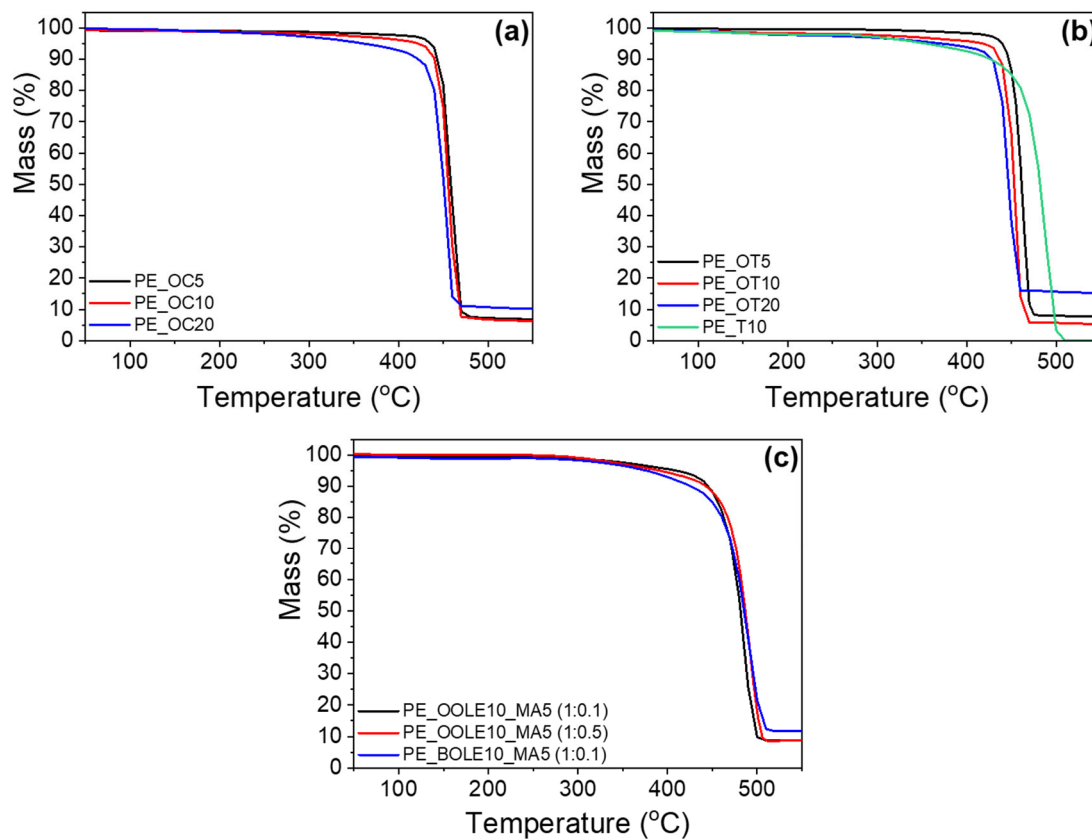 (a)
100
90
80
70
60
50
40
30
20
10
0
Mass (%)
PE_OC5
PE_OC10
PE_OC20
100 200 300 400 500
Temperature (°C)
(b)
100
90
80
70
60
50
40
30
20
10
0
Mass (%)
PE_OT5
PE_OT10
PE_OT20
PE_T10
100 200 300 400 500
Temperature (°C)
(c)
100
90
80
70
60
50
40
30
20
10
0
Mass (%)
PE_OOLE10_MA5 (1:0.1)
PE_OOLE10_MA5 (1:0.5)
PE_BOLE10_MA5 (1:0.1)
100 200 300 400 500
Temperature (°C)